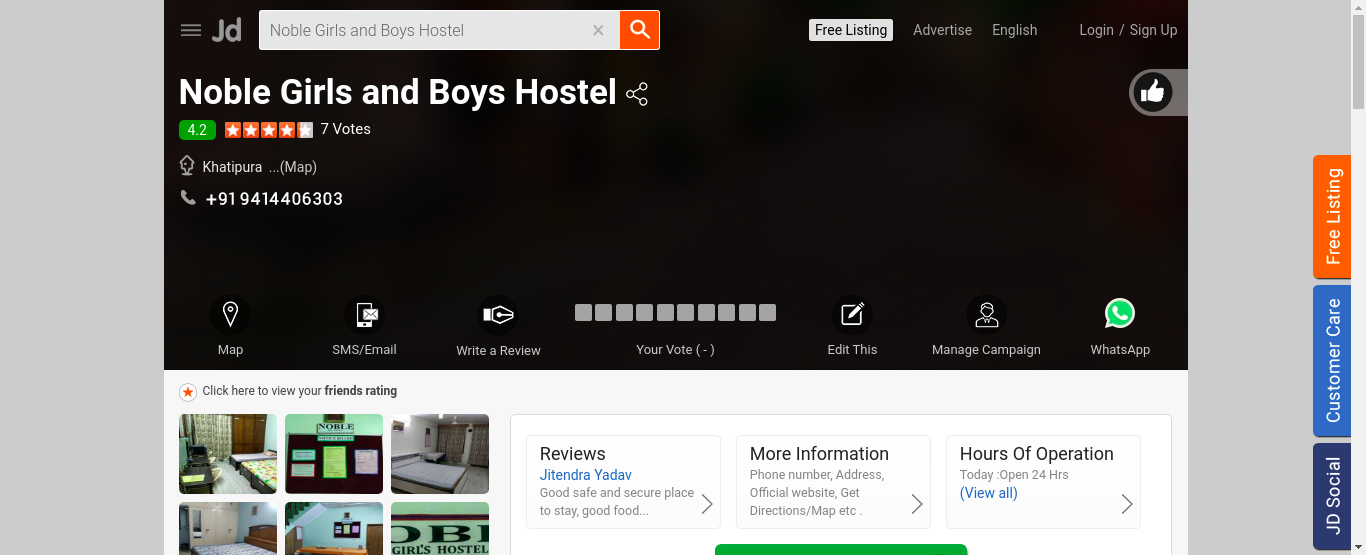 Jd
Noble Girls and Boys Hostel ×
Free Listing
Advertise
English
Login / Sign Up
Noble Girls and Boys Hostel
4.2
7 Votes
Khatipura ...(Map)
+91 9414406303
Map
SMS/Email
Write a Review
Your Vote ( - )
Edit This
Manage Campaign
WhatsApp
Click here to view your friends rating
NOBLE
OBL
GIRL'S HOSTEL
Reviews
Jitendra Yadav
Good safe and secure place
to stay, good food...
More Information
Phone number, Address,
Official website, Get
Directions/Map etc .
Hours Of Operation
Today :Open 24 Hrs
(View all)
Free Listing
Customer Care
JD Social